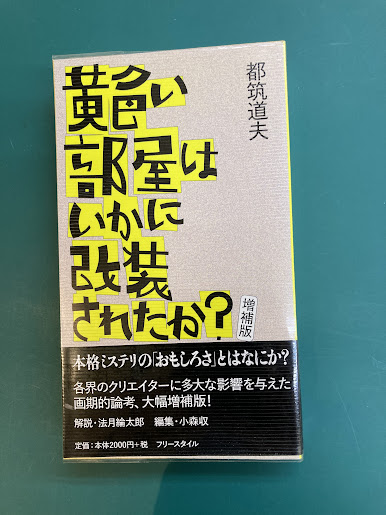 都筑道夫
黄色い
部屋は
いかに
改装
されたか?
増補版
本格ミステリの「おもしろさ」とはなにか?
各界のクリエイターに多大な影響を与えた
画期的論考、大幅増補版!
解説・法月綸太郎 編集・小森収
定価:本体2000円+税 フリースタイル